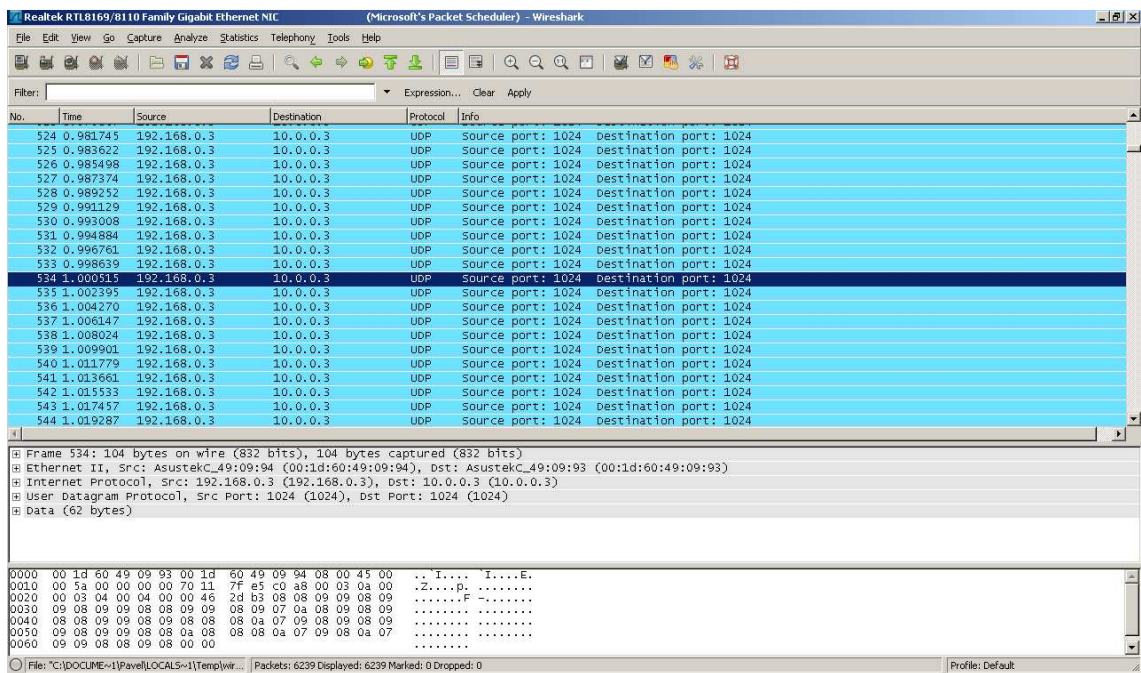 Realtek RTL8169/8110 Family Gigabit Ethernet NIC (Microsoft's Packet Scheduler) - Wireshark
File Edit View Go Capture Analyze Statistics Telephony Tools Help
Filter: Expression... Clear Apply
No. Time Source Destination Protocol Info
524 0.981745 192.168.0.3 10.0.0.3 UDP Source port: 1024 Destination port: 1024
525 0.983622 192.168.0.3 10.0.0.3 UDP Source port: 1024 Destination port: 1024
526 0.985498 192.168.0.3 10.0.0.3 UDP Source port: 1024 Destination port: 1024
527 0.987374 192.168.0.3 10.0.0.3 UDP Source port: 1024 Destination port: 1024
528 0.989252 192.168.0.3 10.0.0.3 UDP Source port: 1024 Destination port: 1024
529 0.991129 192.168.0.3 10.0.0.3 UDP Source port: 1024 Destination port: 1024
530 0.993008 192.168.0.3 10.0.0.3 UDP Source port: 1024 Destination port: 1024
531 0.994884 192.168.0.3 10.0.0.3 UDP Source port: 1024 Destination port: 1024
532 0.996761 192.168.0.3 10.0.0.3 UDP Source port: 1024 Destination port: 1024
533 0.998639 192.168.0.3 10.0.0.3 UDP Source port: 1024 Destination port: 1024
534 1.000515 192.168.0.3 10.0.0.3 UDP Source port: 1024 Destination port: 1024
535 1.002395 192.168.0.3 10.0.0.3 UDP Source port: 1024 Destination port: 1024
536 1.004270 192.168.0.3 10.0.0.3 UDP Source port: 1024 Destination port: 1024
537 1.006147 192.168.0.3 10.0.0.3 UDP Source port: 1024 Destination port: 1024
538 1.008024 192.168.0.3 10.0.0.3 UDP Source port: 1024 Destination port: 1024
539 1.009901 192.168.0.3 10.0.0.3 UDP Source port: 1024 Destination port: 1024
540 1.011779 192.168.0.3 10.0.0.3 UDP Source port: 1024 Destination port: 1024
541 1.013661 192.168.0.3 10.0.0.3 UDP Source port: 1024 Destination port: 1024
542 1.015533 192.168.0.3 10.0.0.3 UDP Source port: 1024 Destination port: 1024
543 1.017457 192.168.0.3 10.0.0.3 UDP Source port: 1024 Destination port: 1024
544 1.019287 192.168.0.3 10.0.0.3 UDP Source port: 1024 Destination port: 1024
Frame 534: 104 bytes on wire (832 bits), 104 bytes captured (832 bits)
Ethernet II, Src: AsustekC_49:09:94 (00:1d:60:49:09:94), Dst: AsustekC_49:09:93 (00:1d:60:49:09:93)
Internet Protocol, Src: 192.168.0.3 (192.168.0.3), Dst: 10.0.0.3 (10.0.0.3)
User Datagram Protocol, Src Port: 1024 (1024), Dst Port: 1024 (1024)
Data (62 bytes)
0000 00 1d 60 49 09 93 00 1d 60 49 09 94 08 00 45 00 ..`I.... `I....E.
0010 00 5a 00 00 00 00 70 11 7f e5 c0 a8 00 03 0a 00 .Z....p. ........
0020 00 03 04 00 04 00 00 46 2d b3 08 08 09 09 08 09 .......F -.......
0030 09 08 09 09 08 08 09 09 08 09 07 0a 08 09 08 09 ........ ........
0040 08 08 09 09 08 09 08 08 08 0a 07 09 08 09 08 09 ........ ........
0050 09 08 09 09 08 08 0a 08 08 08 0a 07 09 08 0a 07 ........ ........
0060 09 09 08 08 09 08 00 00 ........
File: "C:\DOCUME~1\Pavel\LOCALS~1\Temp\wir... Packets: 6239 Displayed: 6239 Marked: 0 Dropped: 0 Profile: Default